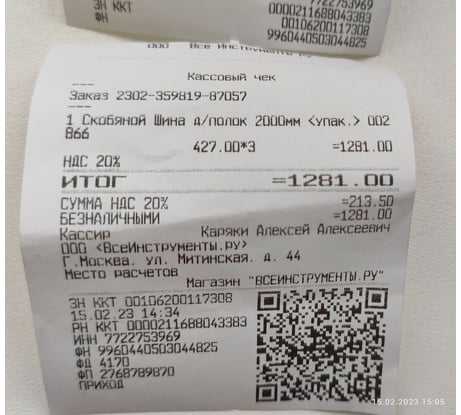 7722753969
ЗН ККТ 0000211688043383
ФН 00106200117308
9960440503044825
ООО Все Инструменты.ру
Кассовый чек
---
Заказ 2302-359819-87057
---
1 Скобяной Шина д/полок 2000мм <упак.> 002
866
427.00*3 =1281.00
НДС 20%
ИТОГ =1281.00
СУММА НДС 20% =213.50
БЕЗНАЛИЧНЫМИ =1281.00
Кассир Каряки Алексей Алексеевич
ООО <ВсеИнструменты.ру>
Г.Москва. ул. Митинская. д. 44
Место расчетов
Магазин "ВСЕИНСТРУМЕНТЫ.РУ"
ЗН ККТ 00106200117308
15.02.23 14:34
РН ККТ 0000211688043383
ИНН 7722753969
ФН 9960440503044825
ФД 4170
ФП 2768789870
ПРИХОД
15.02.2023 15:05